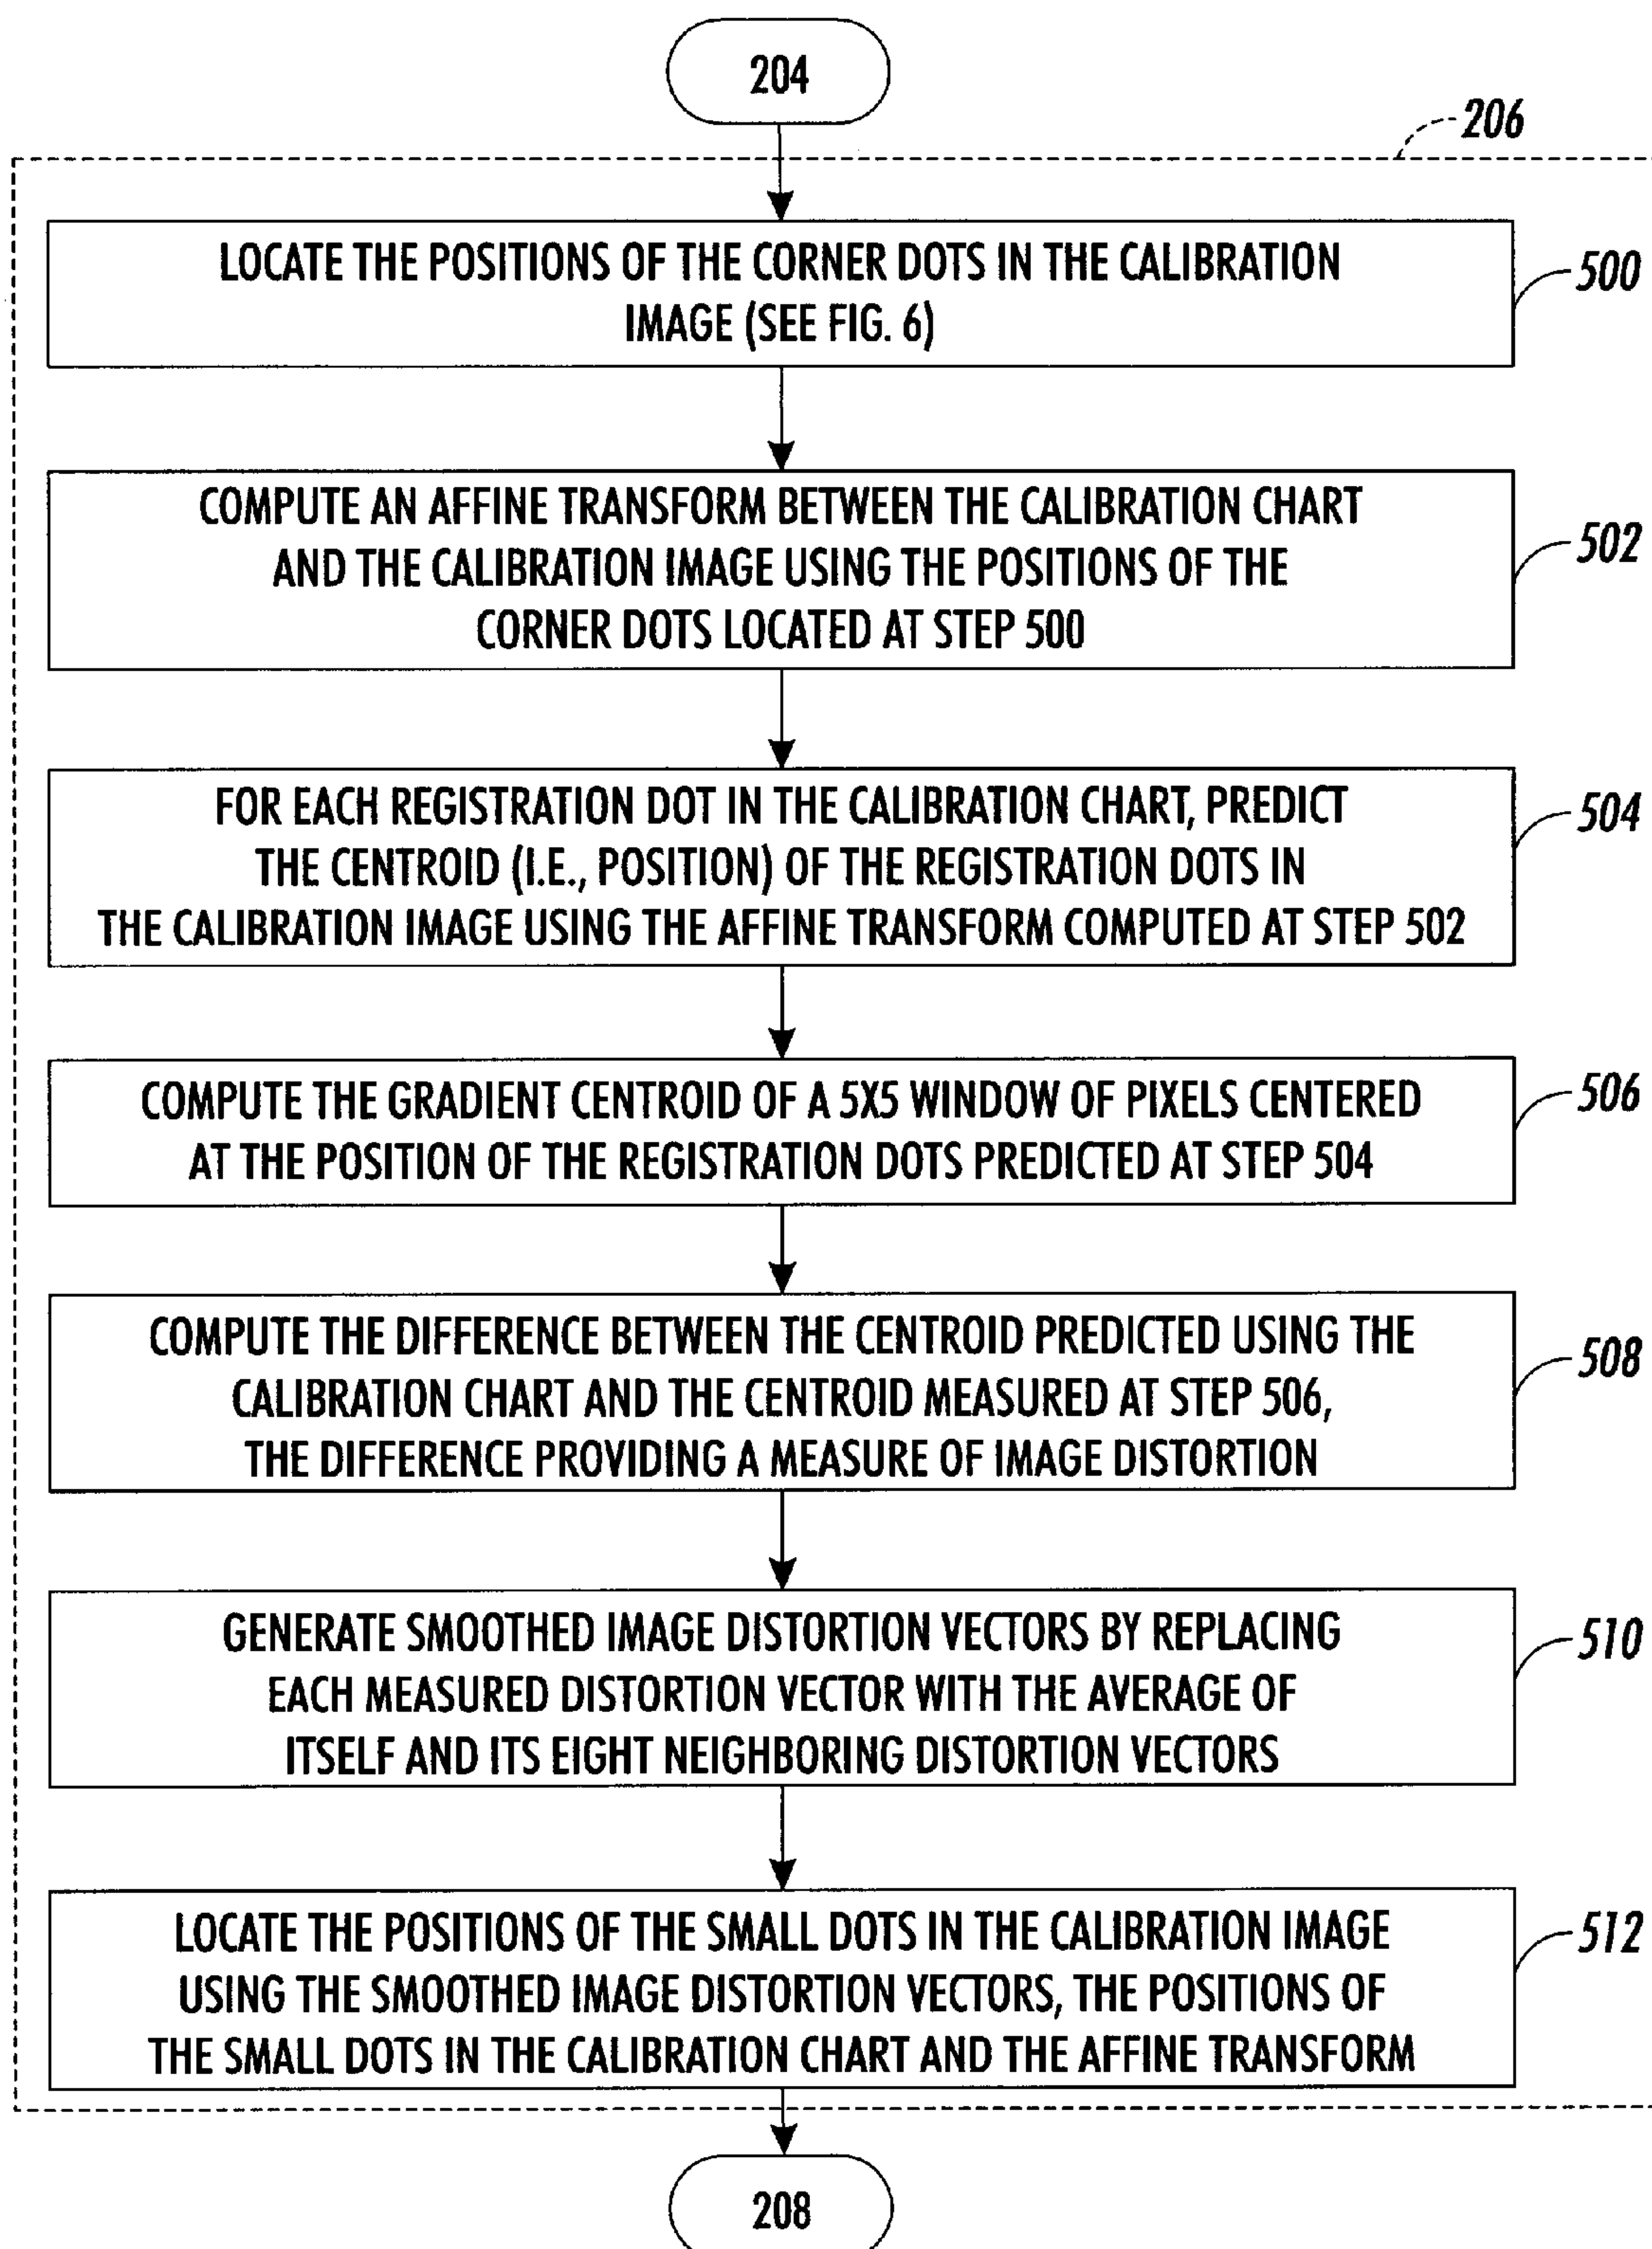 204
206
LOCATE THE POSITIONS OF THE CORNER DOTS IN THE CALIBRATION
IMAGE (SEE FIG. 6)
500
COMPUTE AN AFFINE TRANSFORM BETWEEN THE CALIBRATION CHART
AND THE CALIBRATION IMAGE USING THE POSITIONS OF THE
CORNER DOTS LOCATED AT STEP 500
502
FOR EACH REGISTRATION DOT IN THE CALIBRATION CHART, PREDICT
THE CENTROID (I.E., POSITION) OF THE REGISTRATION DOTS IN
THE CALIBRATION IMAGE USING THE AFFINE TRANSFORM COMPUTED AT STEP 502
504
COMPUTE THE GRADIENT CENTROID OF A 5X5 WINDOW OF PIXELS CENTERED
AT THE POSITION OF THE REGISTRATION DOTS PREDICTED AT STEP 504
506
COMPUTE THE DIFFERENCE BETWEEN THE CENTROID PREDICTED USING THE
CALIBRATION CHART AND THE CENTROID MEASURED AT STEP 506,
THE DIFFERENCE PROVIDING A MEASURE OF IMAGE DISTORTION
508
GENERATE SMOOTHED IMAGE DISTORTION VECTORS BY REPLACING
EACH MEASURED DISTORTION VECTOR WITH THE AVERAGE OF
ITSELF AND ITS EIGHT NEIGHBORING DISTORTION VECTORS
510
LOCATE THE POSITIONS OF THE SMALL DOTS IN THE CALIBRATION IMAGE
USING THE SMOOTHED IMAGE DISTORTION VECTORS, THE POSITIONS OF
THE SMALL DOTS IN THE CALIBRATION CHART AND THE AFFINE TRANSFORM
512
208